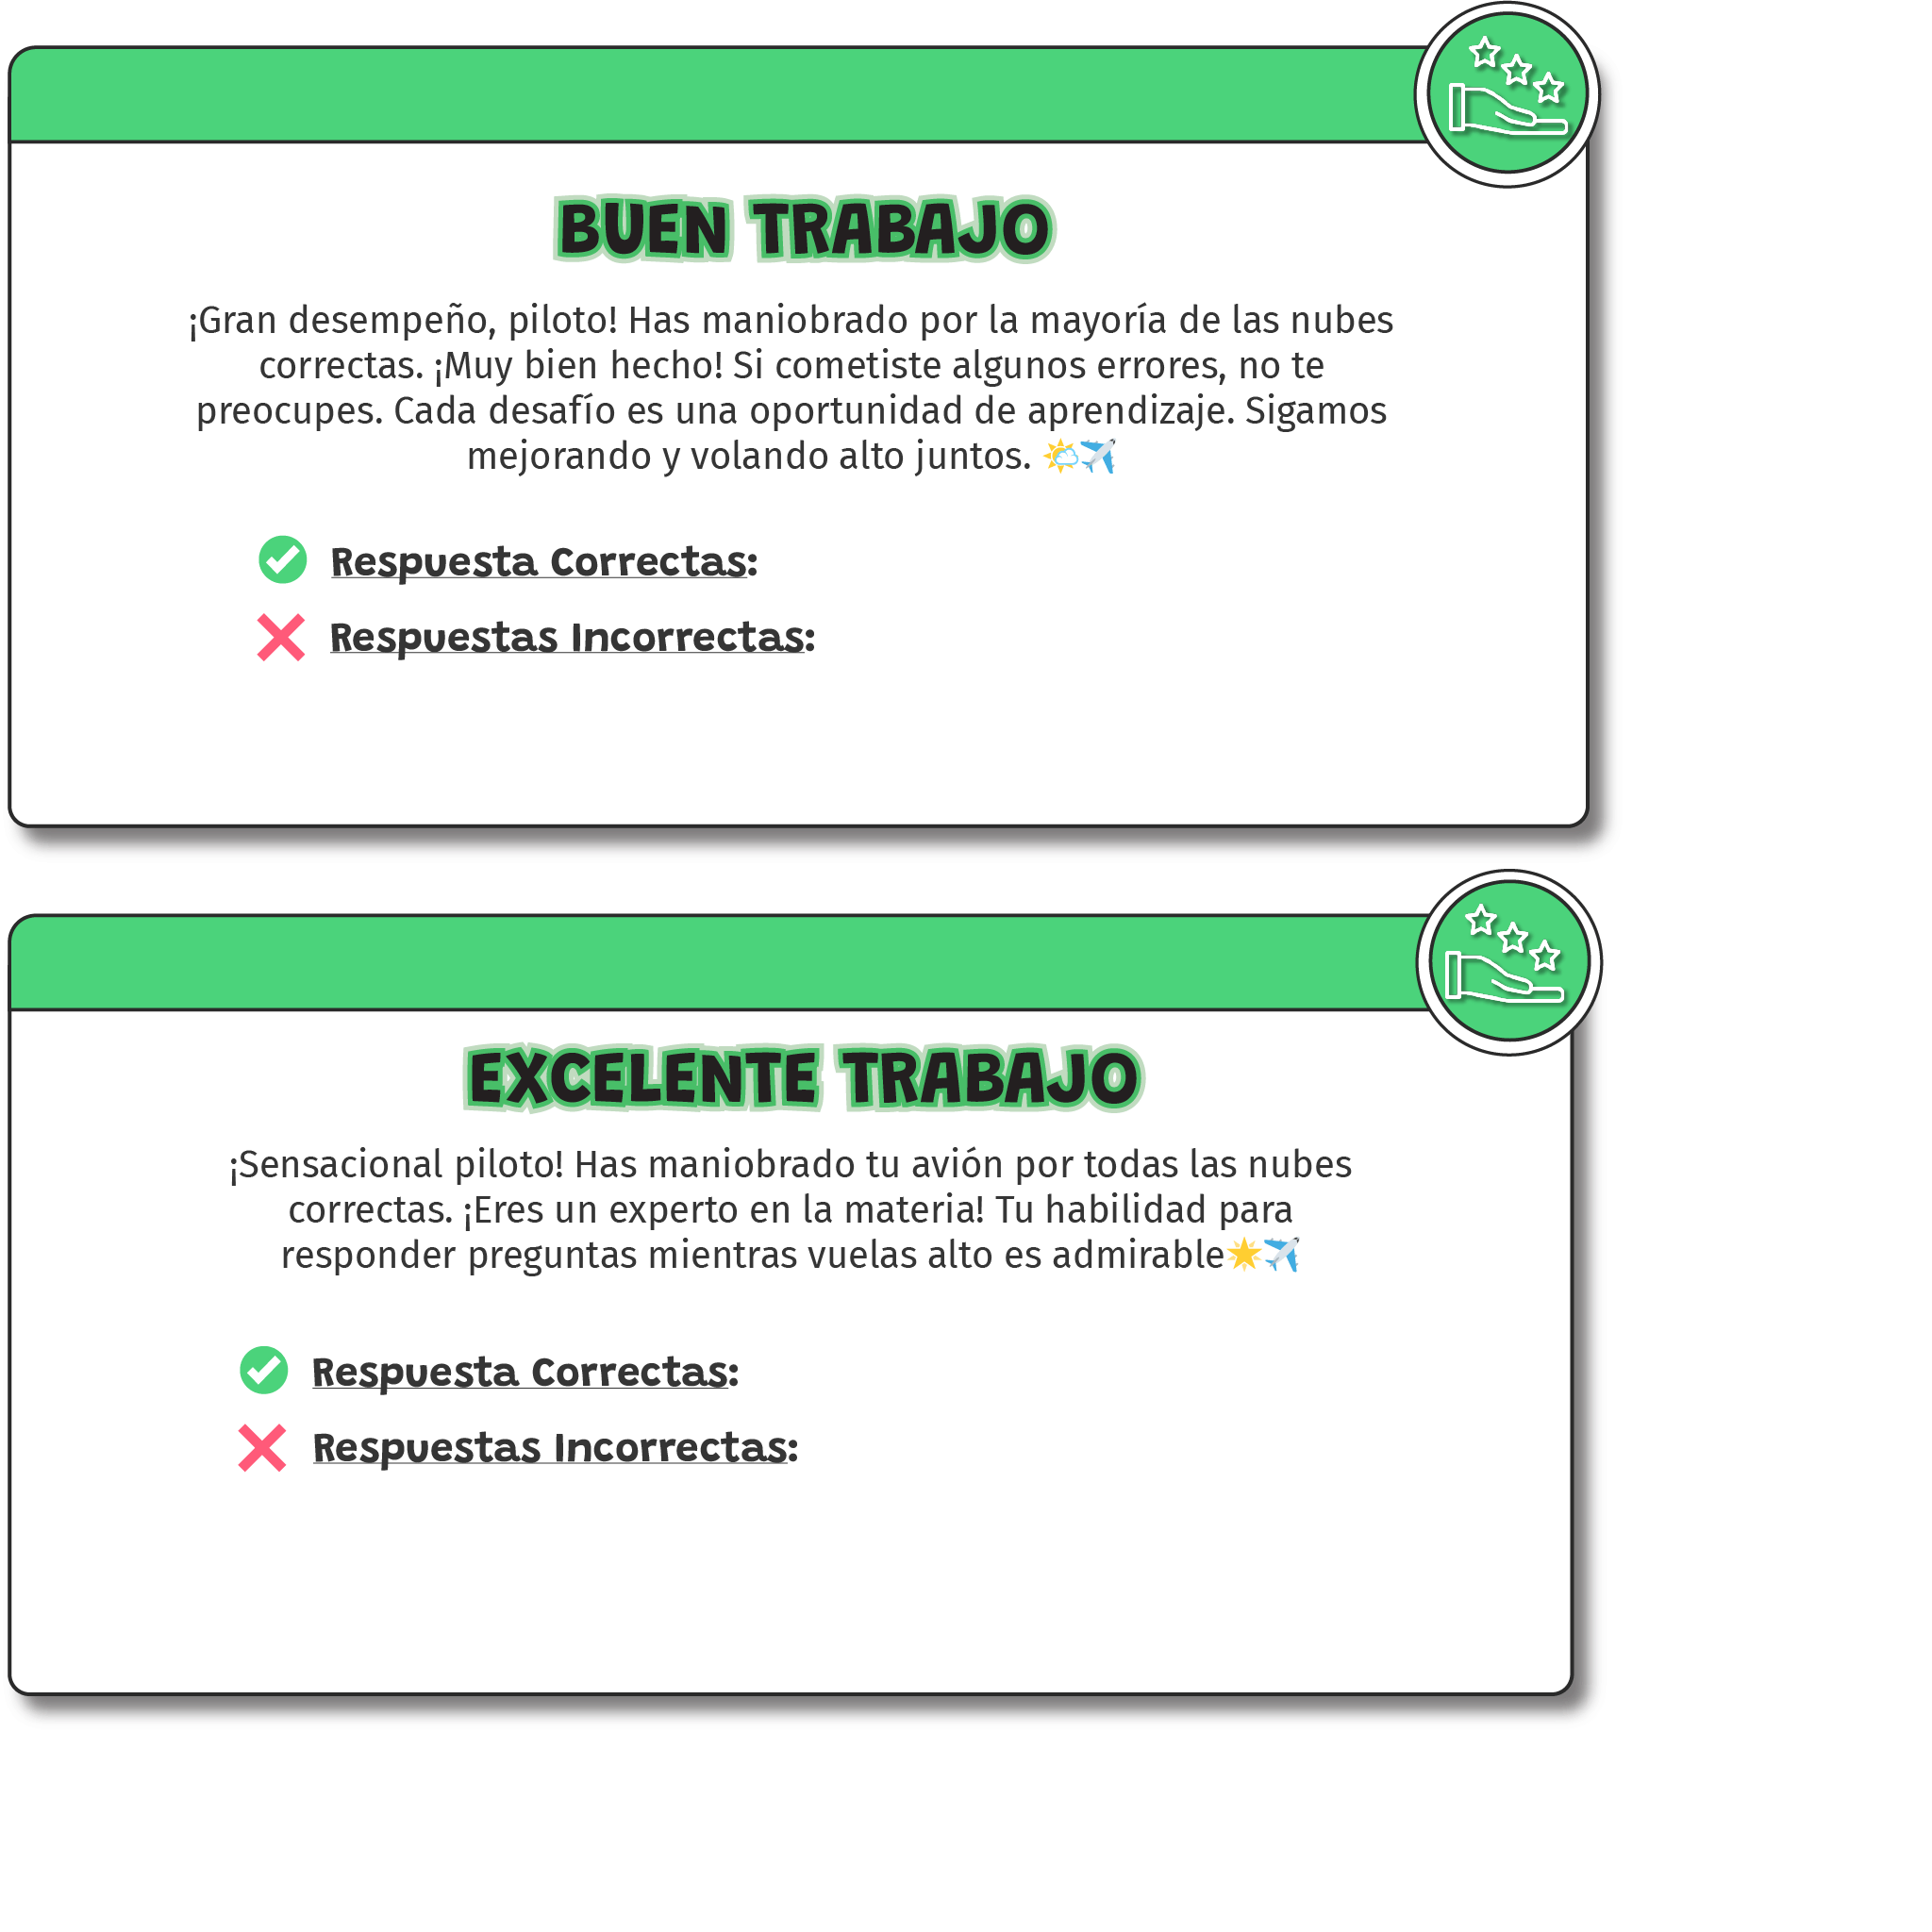 BUEN TRABAJO
¡Gran desempeño, piloto! Has maniobrado por la mayoría de las nubes
correctas. ¡Muy bien hecho! Si cometiste algunos errores, no te
preocupes. Cada desafío es una oportunidad de aprendizaje. Sigamos
mejorando y volando alto juntos. 🌤️✈️
Respuesta Correctas:
Respuestas Incorrectas:
EXCELENTE TRABAJO
¡Sensacional piloto! Has maniobrado tu avión por todas las nubes
correctas. ¡Eres un experto en la materia! Tu habilidad para
responder preguntas mientras vuelas alto es admirable🌟✈️
Respuesta Correctas:
Respuestas Incorrectas: